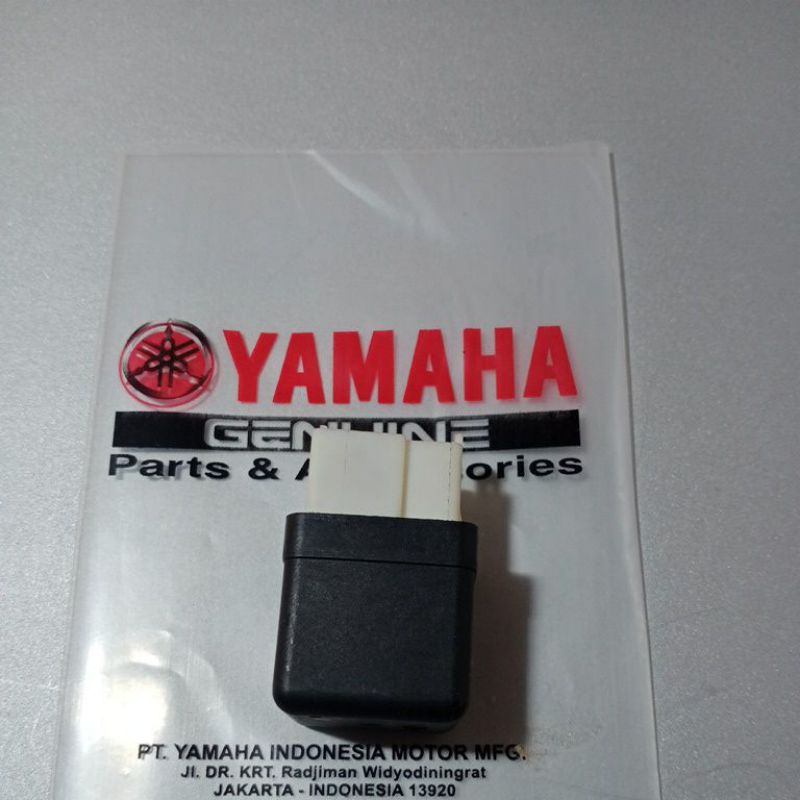 YAMAHA
GENUINE
Parts & A ories
PT. YAMAHA INDONESIA MOTOR MFG.
Jl. DR. KRT. Radjiman Widyodiningrat
JAKARTA - INDONESIA 13920